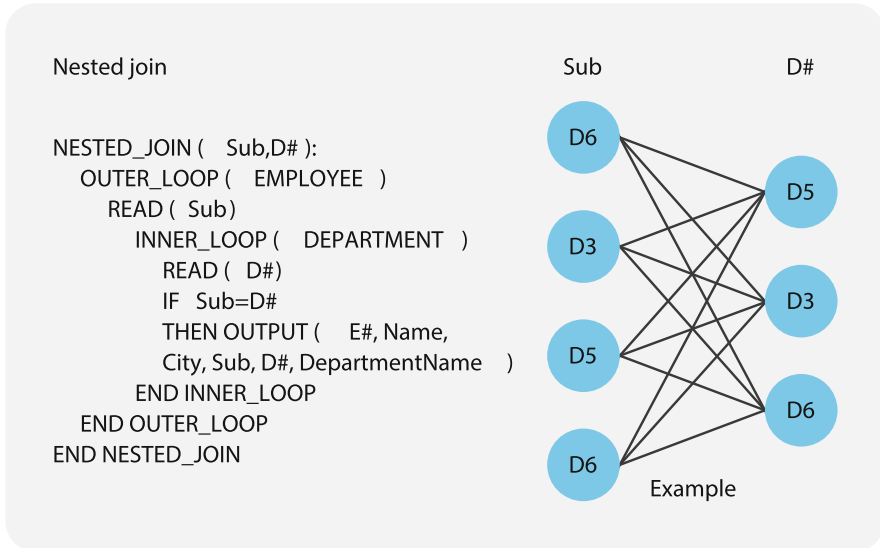 Nested join
NESTED_JOIN ( Sub,D# ):
OUTER_LOOP ( EMPLOYEE )
READ ( Sub)
INNER_LOOP ( DEPARTMENT )
READ ( D#)
IF Sub=D#
THEN OUTPUT ( E#, Name,
City, Sub, D#, DepartmentName )
END INNER_LOOP
END OUTER_LOOP
END NESTED_JOIN
Sub
D6
D3
D5
D6
D#
D5
D3
D6
Example